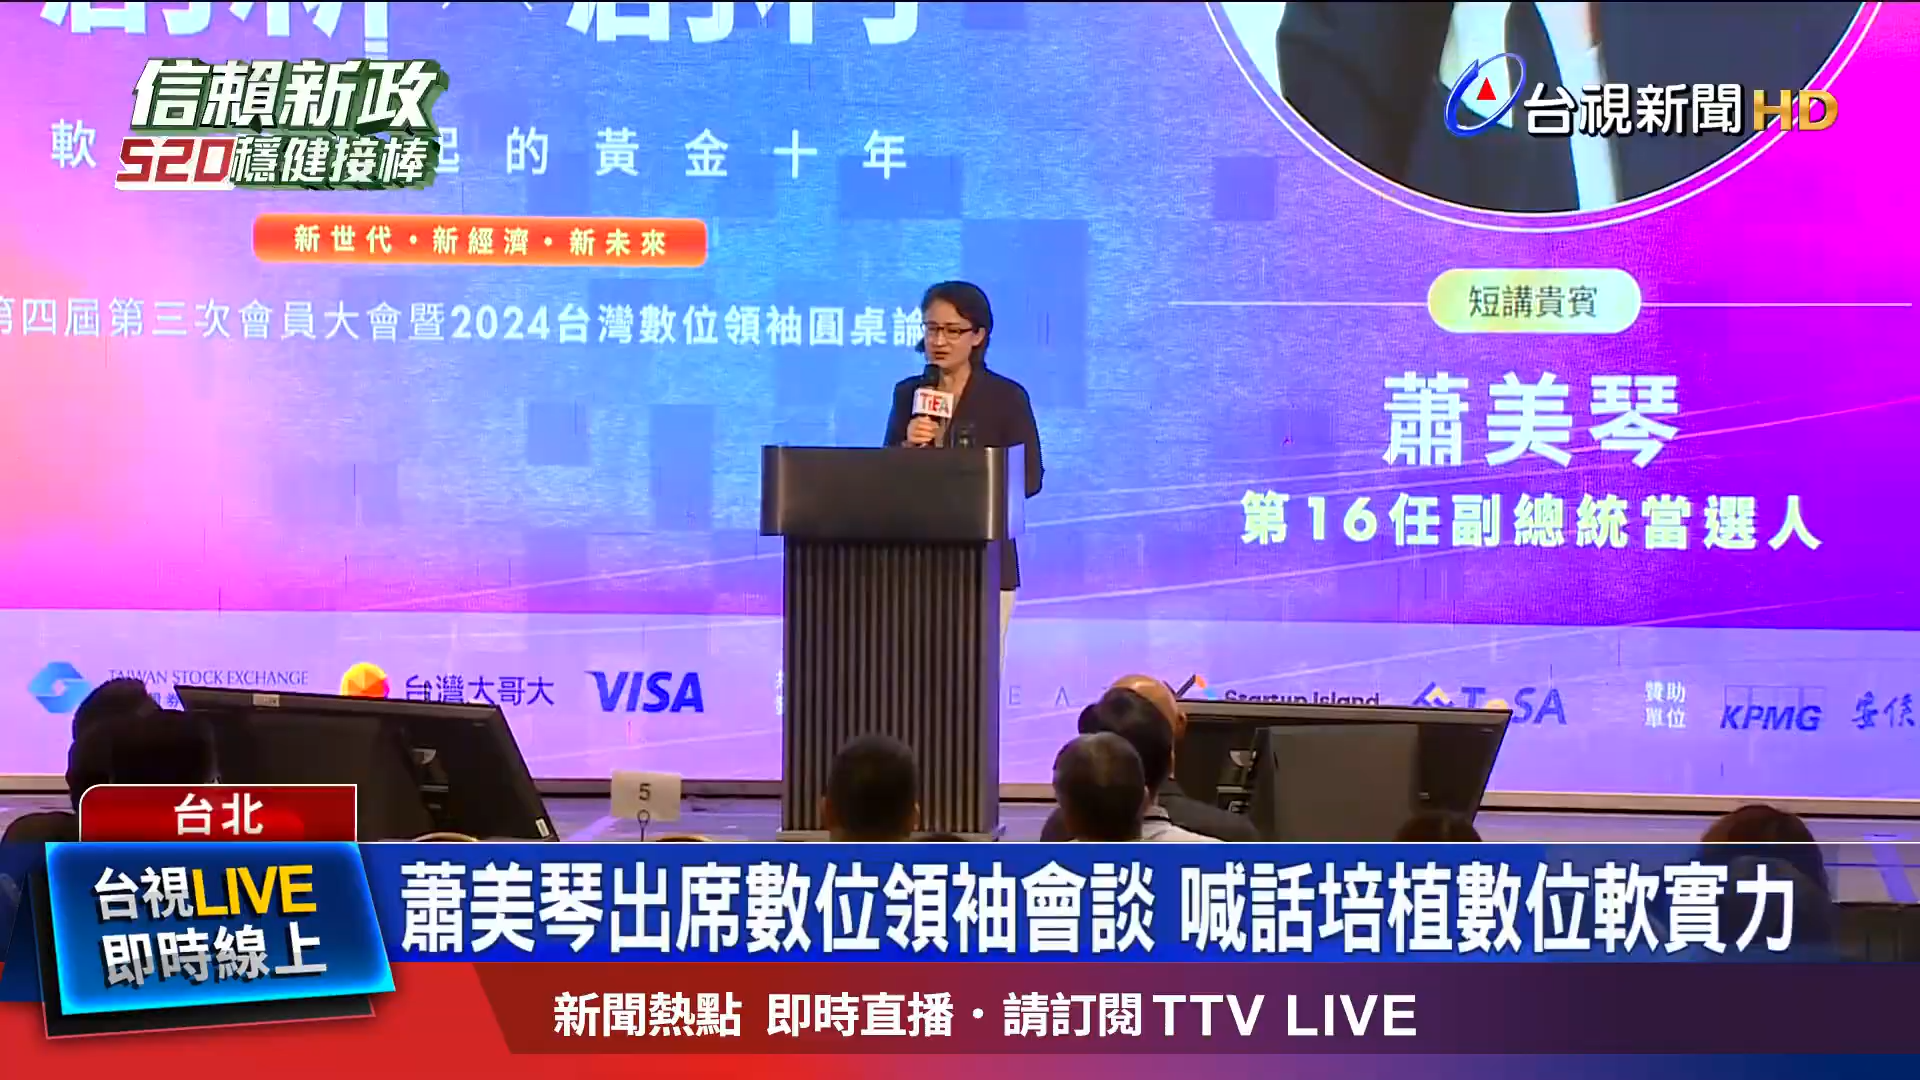 信賴新政
520穩健接棒
軟 起的黃金十年
新世代・新經濟・新未來
第四屆第三次會員大會暨2024台灣數位領袖圓桌論
台視新聞HD
短講貴賓
蕭美琴
第16任副總統當選人
TiEA
TAIWAN STOCK EXCHANGE
台灣大哥大
VISA
Startup Island
贊助
單位
KPMG
安侯
5
台北
台視LIVE
即時線上
蕭美琴出席數位領袖會談 喊話培植數位軟實力
新聞熱點 即時直播・請訂閱TTV LIVE